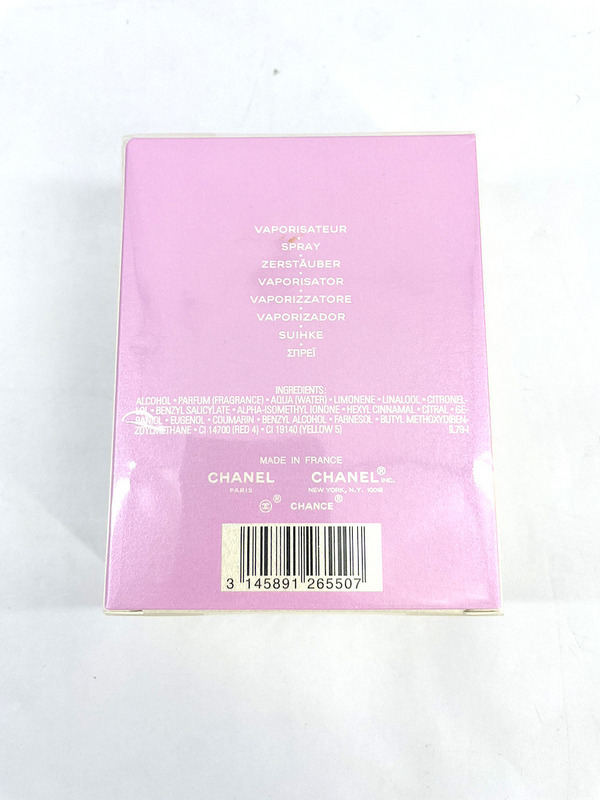 VAPORISATEUR
SPRAY
ZERSTÄUBER
VAPORISATOR
VAPORIZZATORE
VAPORIZADOR
SUIHKE
ΣΠΡΕΪ
INGREDIENTS:
ALCOHOL • PARFUM (FRAGRANCE) • AQUA (WATER) • LIMONENE • LINALOOL • CITRONEL-
LOL • BENZYL SALICYLATE • ALPHA-ISOMETHYL IONONE • HEXYL CINNAMAL • CITRAL • GE-
RANIOL • EUGENOL • COUMARIN • BENZYL ALCOHOL • FARNESOL • BUTYL METHOXYDIBEN-
ZOYLMETHANE • CI 14700 (RED 4) • CI 19140 (YELLOW 5)
MADE IN FRANCE
CHANEL CHANEL® INC.
PARIS NEW YORK, N.Y. 10019
® CHANCE®
3 145891 265507